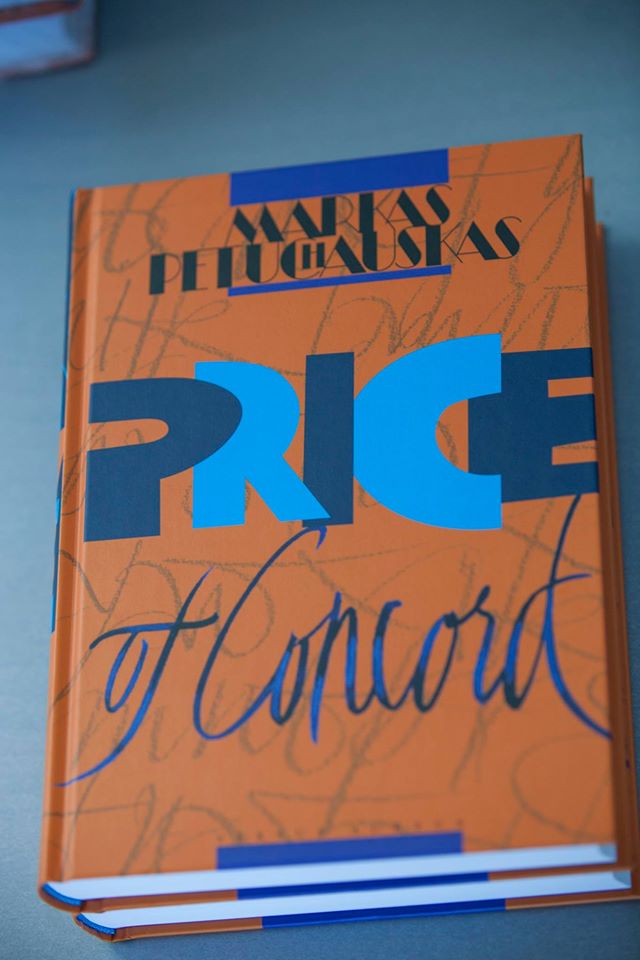 MARKAS
PETUCHAUSKAS
PRICE
of Concord